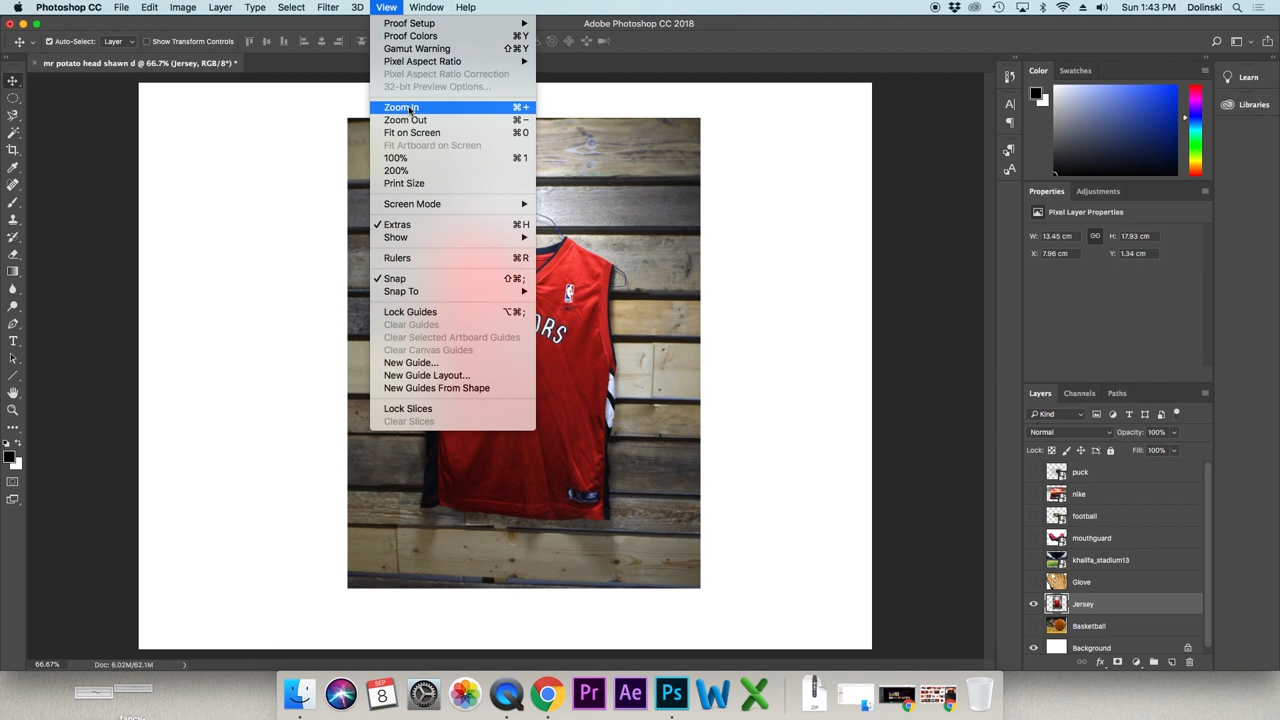 Photoshop CC File Edit Image Layer Type Select Filter 3D View Window Help Sun 1:43 PM Dolinski
Adobe Photoshop CC 2018
Auto-Select: Layer Show Transform Controls
mr potato head shawn d @ 66.7% (Jersey, RGB/8*) *
Proof Setup
Proof Colors ⌘Y
Gamut Warning ⇧⌘Y
Pixel Aspect Ratio
Pixel Aspect Ratio Correction
32-bit Preview Options...
Zoom In ⌘+
Zoom Out ⌘−
Fit on Screen ⌘0
Fit Artboard on Screen
100% ⌘1
200%
Print Size
Screen Mode
Extras ⌘H
Show
Rulers ⌘R
Snap ⇧⌘;
Snap To
Lock Guides ⌥⌘;
Clear Guides
Clear Selected Artboard Guides
Clear Canvas Guides
New Guide...
New Guide Layout...
New Guides From Shape
Lock Slices
Clear Slices
ORS
Color Swatches
Learn
Libraries
Properties Adjustments
Pixel Layer Properties
W: 13.45 cm H: 17.93 cm
X: 7.96 cm Y: 1.34 cm
Layers Channels Paths
Kind
Normal Opacity: 100%
Lock: Fill: 100%
puck
nike
football
mouthguard
khalifa_stadium13
Glove
Jersey
Basketball
Background
66.67% Doc: 6.02M/62.1M
SEP
8
Pr Ae Ps
ZIP